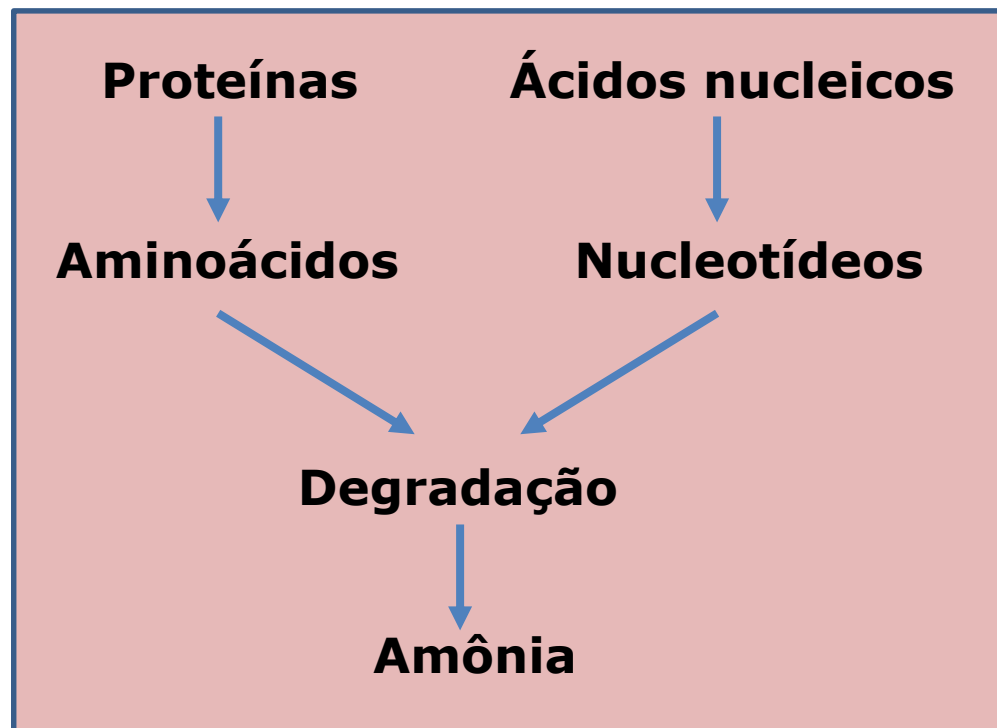 Proteínas
Ácidos nucleicos
Aminoácidos
Nucleotídeos
Degradação
Amônia